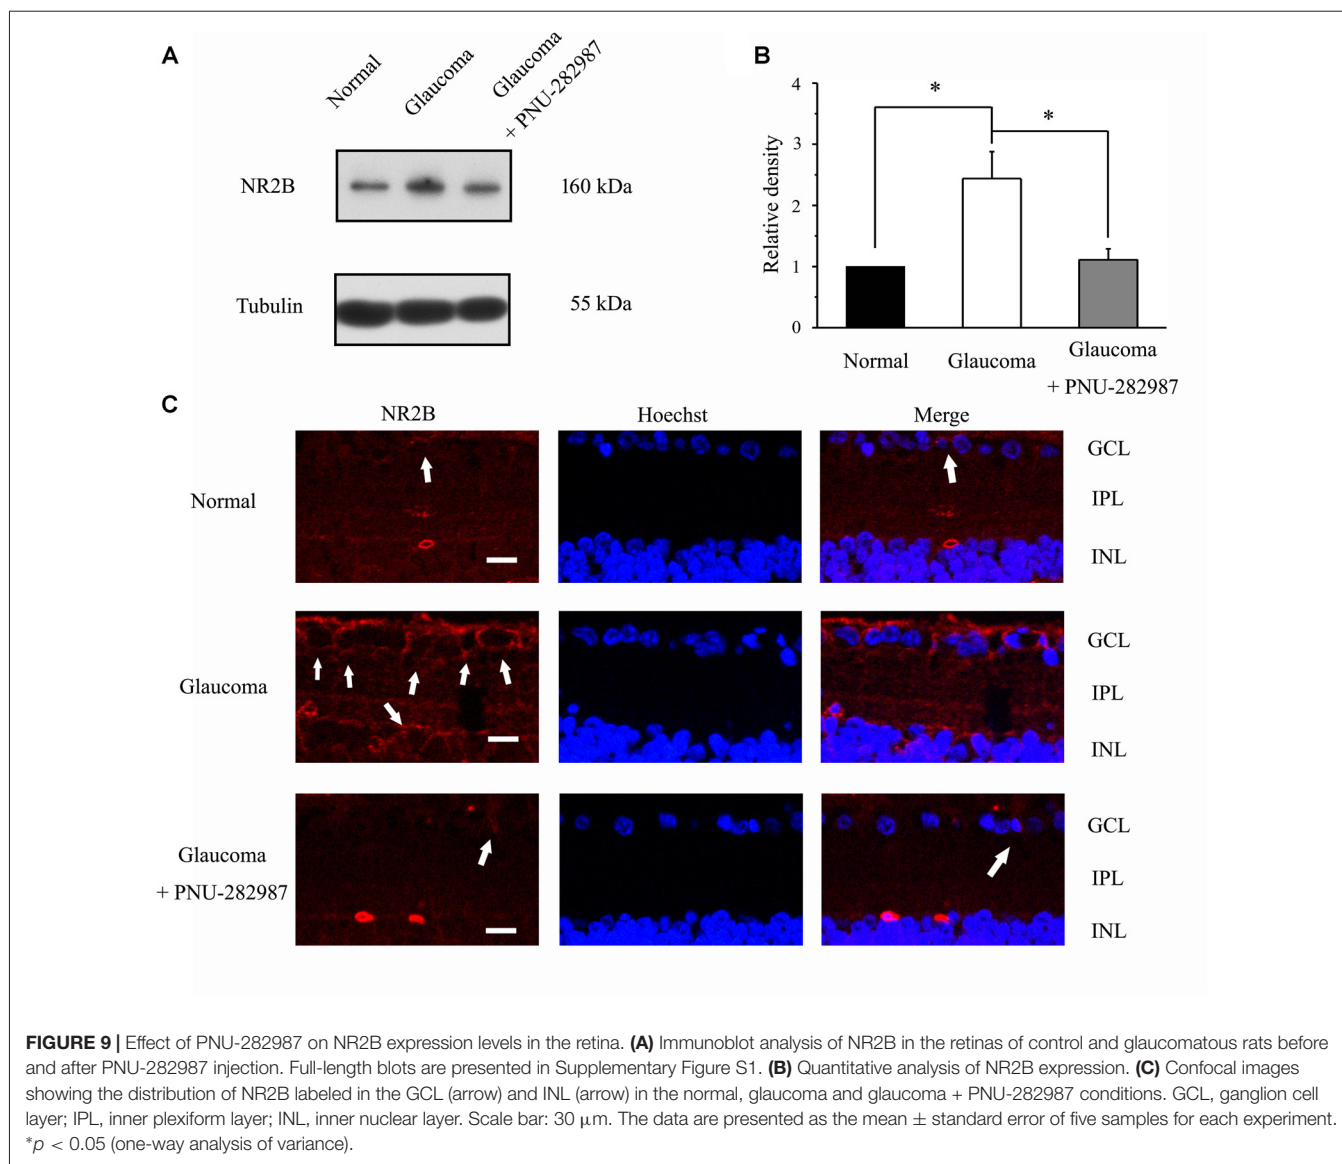 A
Normal
Glaucoma
Glaucoma
+ PNU-282987
NR2B
160 kDa
Tubulin
55 kDa
B
Relative density
4
3
2
1
0
*
*
Normal
Glaucoma
Glaucoma
+ PNU-282987
C
NR2B
Hoechst
Merge
Normal
GCL
IPL
INL
Glaucoma
GCL
IPL
INL
Glaucoma
+ PNU-282987
GCL
IPL
INL
FIGURE 9 | Effect of PNU-282987 on NR2B expression levels in the retina. (A) Immunoblot analysis of NR2B in the retinas of control and glaucomatous rats before
and after PNU-282987 injection. Full-length blots are presented in Supplementary Figure S1. (B) Quantitative analysis of NR2B expression. (C) Confocal images
showing the distribution of NR2B labeled in the GCL (arrow) and INL (arrow) in the normal, glaucoma and glaucoma + PNU-282987 conditions. GCL, ganglion cell
layer; IPL, inner plexiform layer; INL, inner nuclear layer. Scale bar: 30 μm. The data are presented as the mean ± standard error of five samples for each experiment.
*p < 0.05 (one-way analysis of variance).